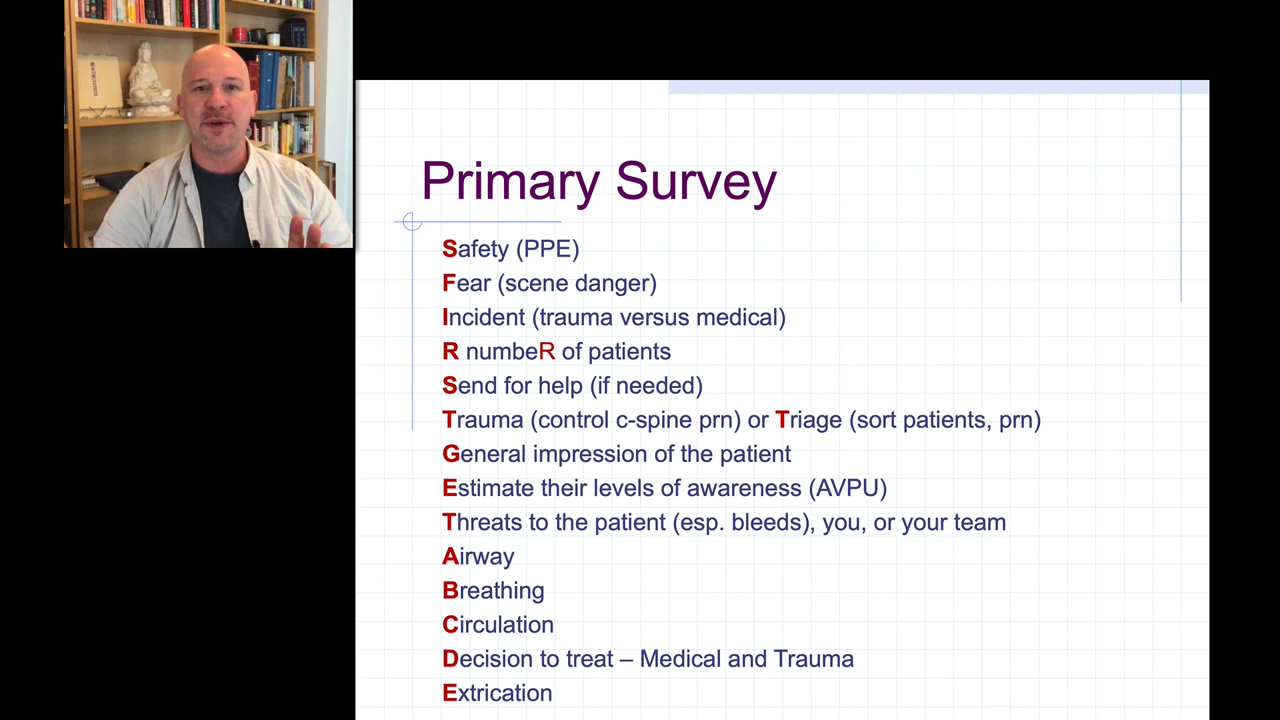 Primary Survey
Safety (PPE)
Fear (scene danger)
Incident (trauma versus medical)
R numbeR of patients
Send for help (if needed)
Trauma (control c-spine prn) or Triage (sort patients, prn)
General impression of the patient
Estimate their levels of awareness (AVPU)
Threats to the patient (esp. bleeds), you, or your team
Airway
Breathing
Circulation
Decision to treat – Medical and Trauma
Extrication